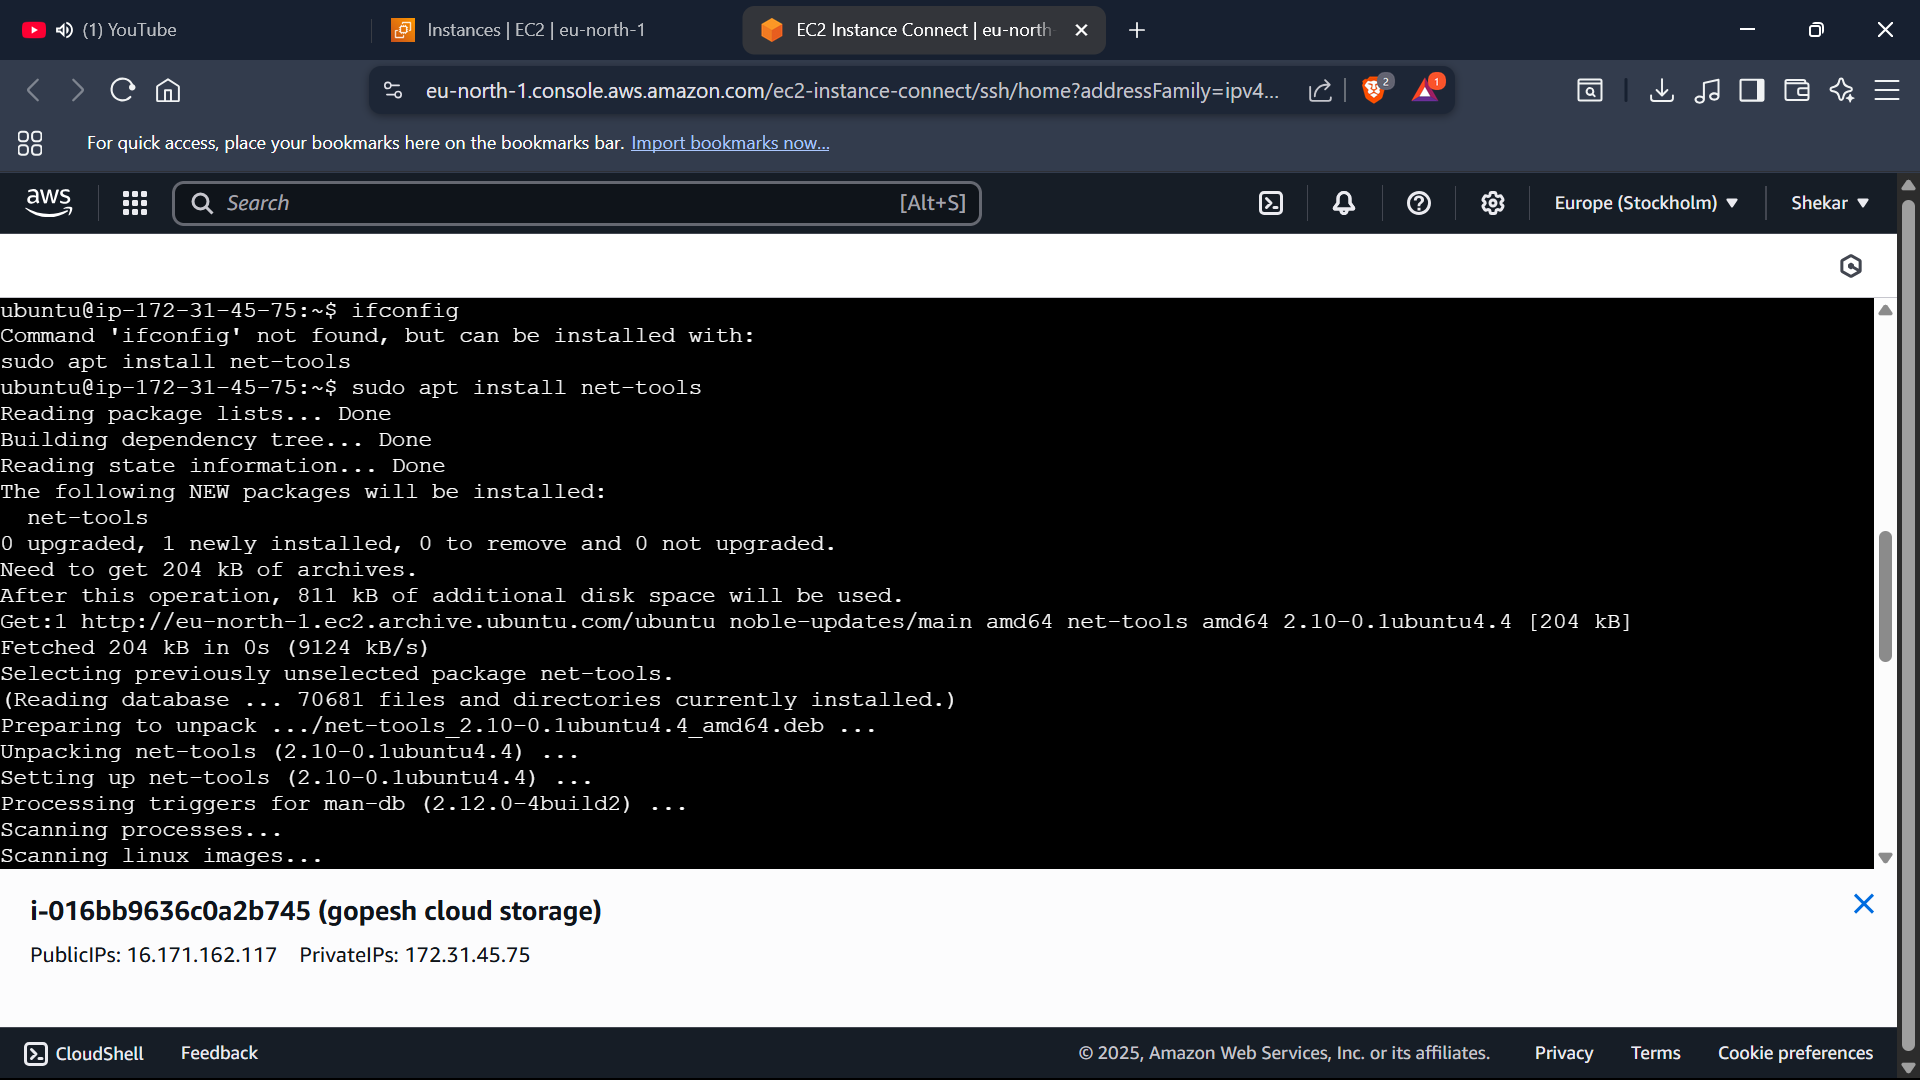 (1) YouTube
Instances | EC2 | eu-north-1
EC2 Instance Connect | eu-north-
eu-north-1.console.aws.amazon.com/ec2-instance-connect/ssh/home?addressFamily=ipv4...
2
1
For quick access, place your bookmarks here on the bookmarks bar. Import bookmarks now...
aws
Search
[Alt+S]
Europe (Stockholm)
Shekar
ubuntu@ip-172-31-45-75:~$ ifconfig
Command 'ifconfig' not found, but can be installed with:
sudo apt install net-tools
ubuntu@ip-172-31-45-75:~$ sudo apt install net-tools
Reading package lists... Done
Building dependency tree... Done
Reading state information... Done
The following NEW packages will be installed:
  net-tools
0 upgraded, 1 newly installed, 0 to remove and 0 not upgraded.
Need to get 204 kB of archives.
After this operation, 811 kB of additional disk space will be used.
Get:1 http://eu-north-1.ec2.archive.ubuntu.com/ubuntu noble-updates/main amd64 net-tools amd64 2.10-0.1ubuntu4.4 [204 kB]
Fetched 204 kB in 0s (9124 kB/s)
Selecting previously unselected package net-tools.
(Reading database ... 70681 files and directories currently installed.)
Preparing to unpack .../net-tools_2.10-0.1ubuntu4.4_amd64.deb ...
Unpacking net-tools (2.10-0.1ubuntu4.4) ...
Setting up net-tools (2.10-0.1ubuntu4.4) ...
Processing triggers for man-db (2.12.0-4build2) ...
Scanning processes...
Scanning linux images...
i-016bb9636c0a2b745 (gopesh cloud storage)
PublicIPs: 16.171.162.117 PrivateIPs: 172.31.45.75
CloudShell
Feedback
© 2025, Amazon Web Services, Inc. or its affiliates.
Privacy
Terms
Cookie preferences